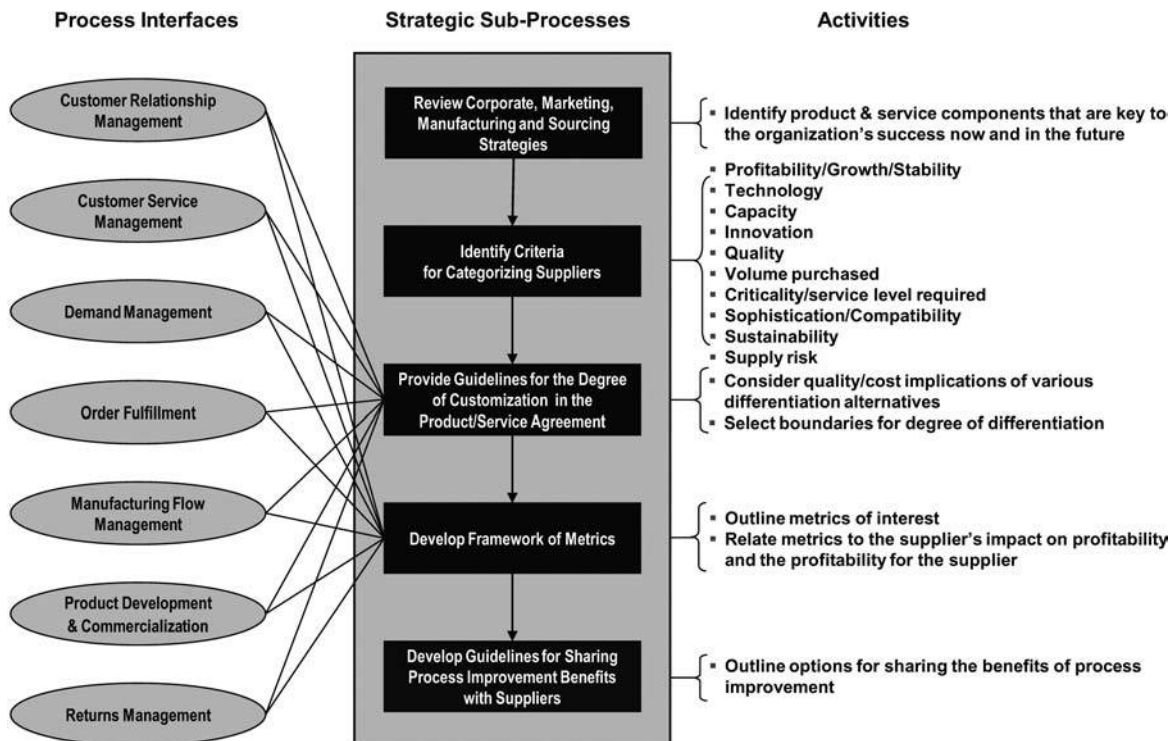 Process Interfaces
Strategic Sub-Processes
Activities
Customer Relationship
Management
Customer Service
Management
Demand Management
Order Fulfillment
Manufacturing Flow
Management
Product Development
& Commercialization
Returns Management
Review Corporate, Marketing,
Manufacturing and Sourcing
Strategies
Identify Criteria
for Categorizing Suppliers
Provide Guidelines for the Degree
of Customization in the
Product/Service Agreement
Develop Framework of Metrics
Develop Guidelines for Sharing
Process Improvement Benefits
with Suppliers
▪ Identify product & service components that are key to
the organization's success now and in the future
▪ Profitability/Growth/Stability
▪ Technology
▪ Capacity
▪ Innovation
▪ Quality
▪ Volume purchased
▪ Criticality/service level required
▪ Sophistication/Compatibility
▪ Sustainability
▪ Supply risk
▪ Consider quality/cost implications of various
differentiation alternatives
▪ Select boundaries for degree of differentiation
▪ Outline metrics of interest
▪ Relate metrics to the supplier's impact on profitability
and the profitability for the supplier
▪ Outline options for sharing the benefits of process
improvement